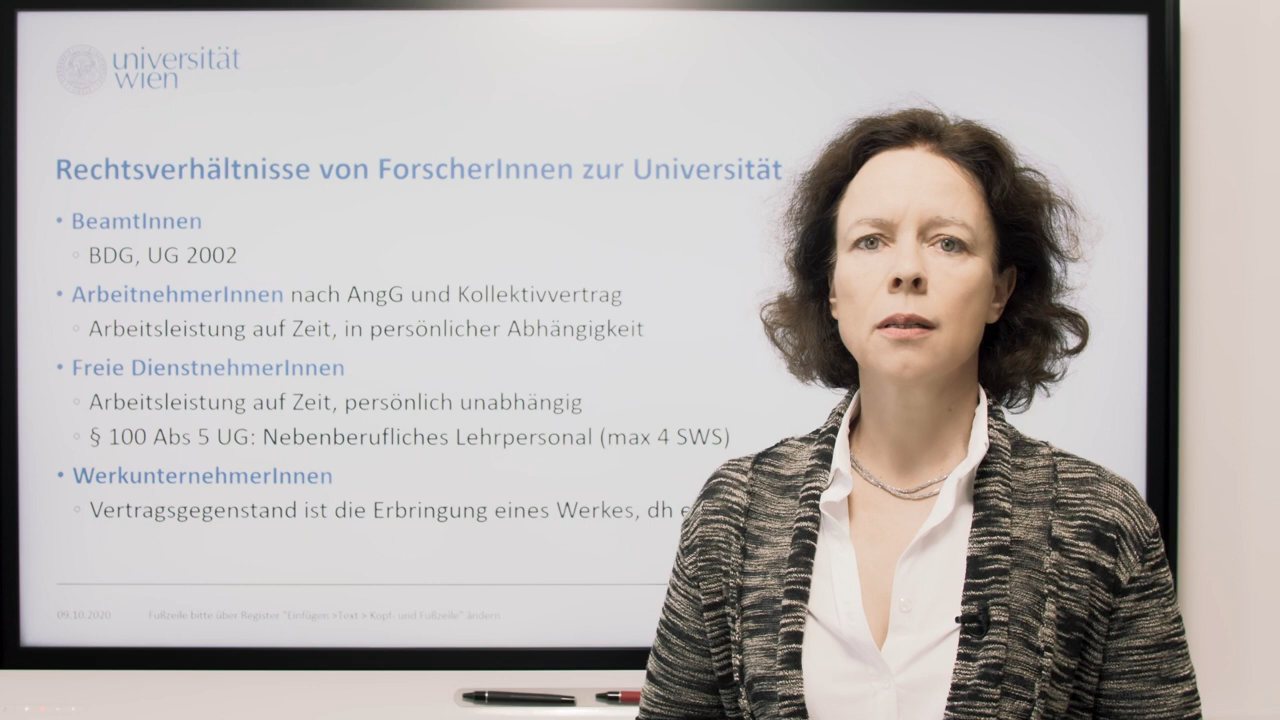 universität
wien
Rechtsverhältnisse von ForscherInnen zur Universität
• BeamtInnen
◦ BDG, UG 2002
• ArbeitnehmerInnen nach AngG und Kollektivvertrag
◦ Arbeitsleistung auf Zeit, in persönlicher Abhängigkeit
• Freie DienstnehmerInnen
◦ Arbeitsleistung auf Zeit, persönlich unabhängig
◦ § 100 Abs 5 UG: Nebenberufliches Lehrpersonal (max 4 SWS)
• WerkunternehmerInnen
◦ Vertragsgegenstand ist die Erbringung eines Werkes, dh
09.10.2020 Fußzeile bitte über Register "Einfügen >Text > Kopf- und Fußzeile" ändern